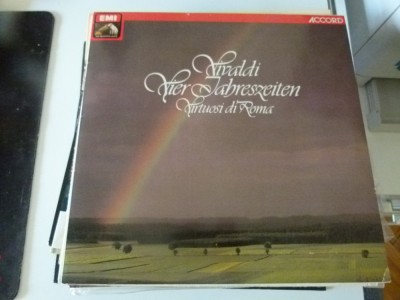 EMI
ACCORD
Vivaldi
Vier Jahreszeiten
Virtuosi di Roma